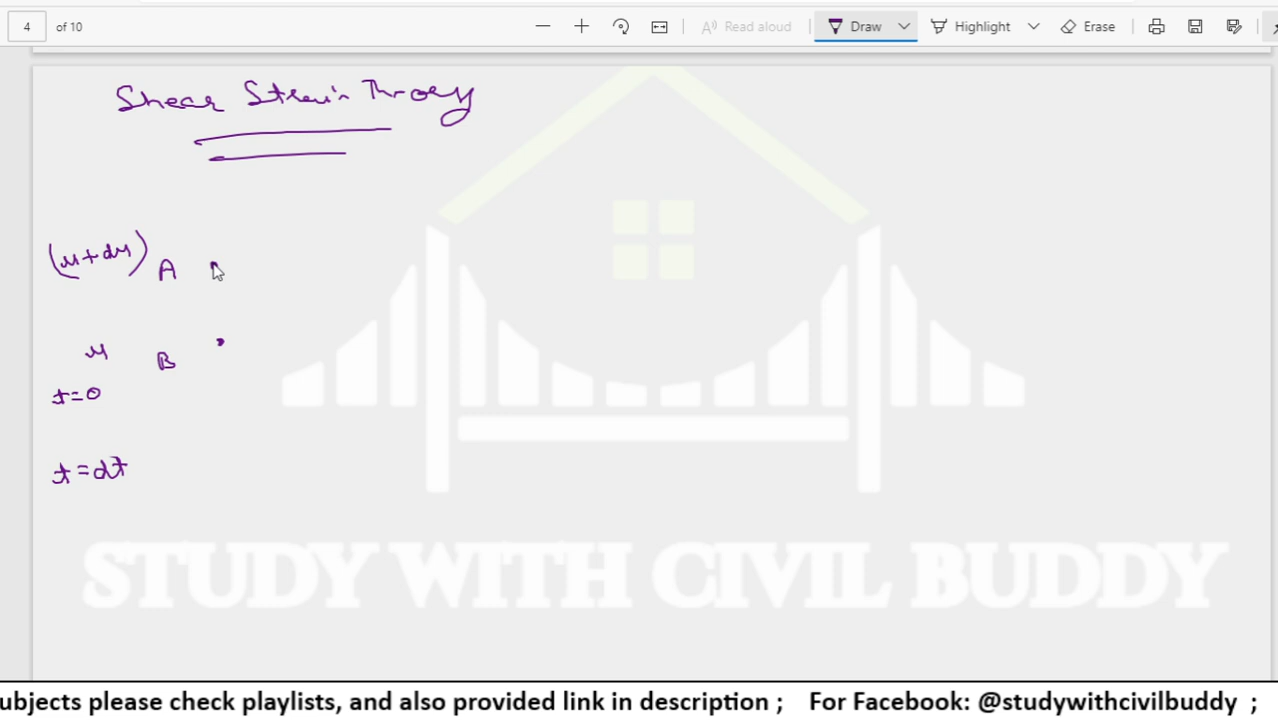 4 of 10 Read aloud Draw Highlight Erase
Shear Strain Throey
(u+du) A
u B
t=0
t=dt
STUDY WITH CIVIL BUDDY
ubjects please check playlists, and also provided link in description ; For Facebook: @studywithcivilbuddy ;